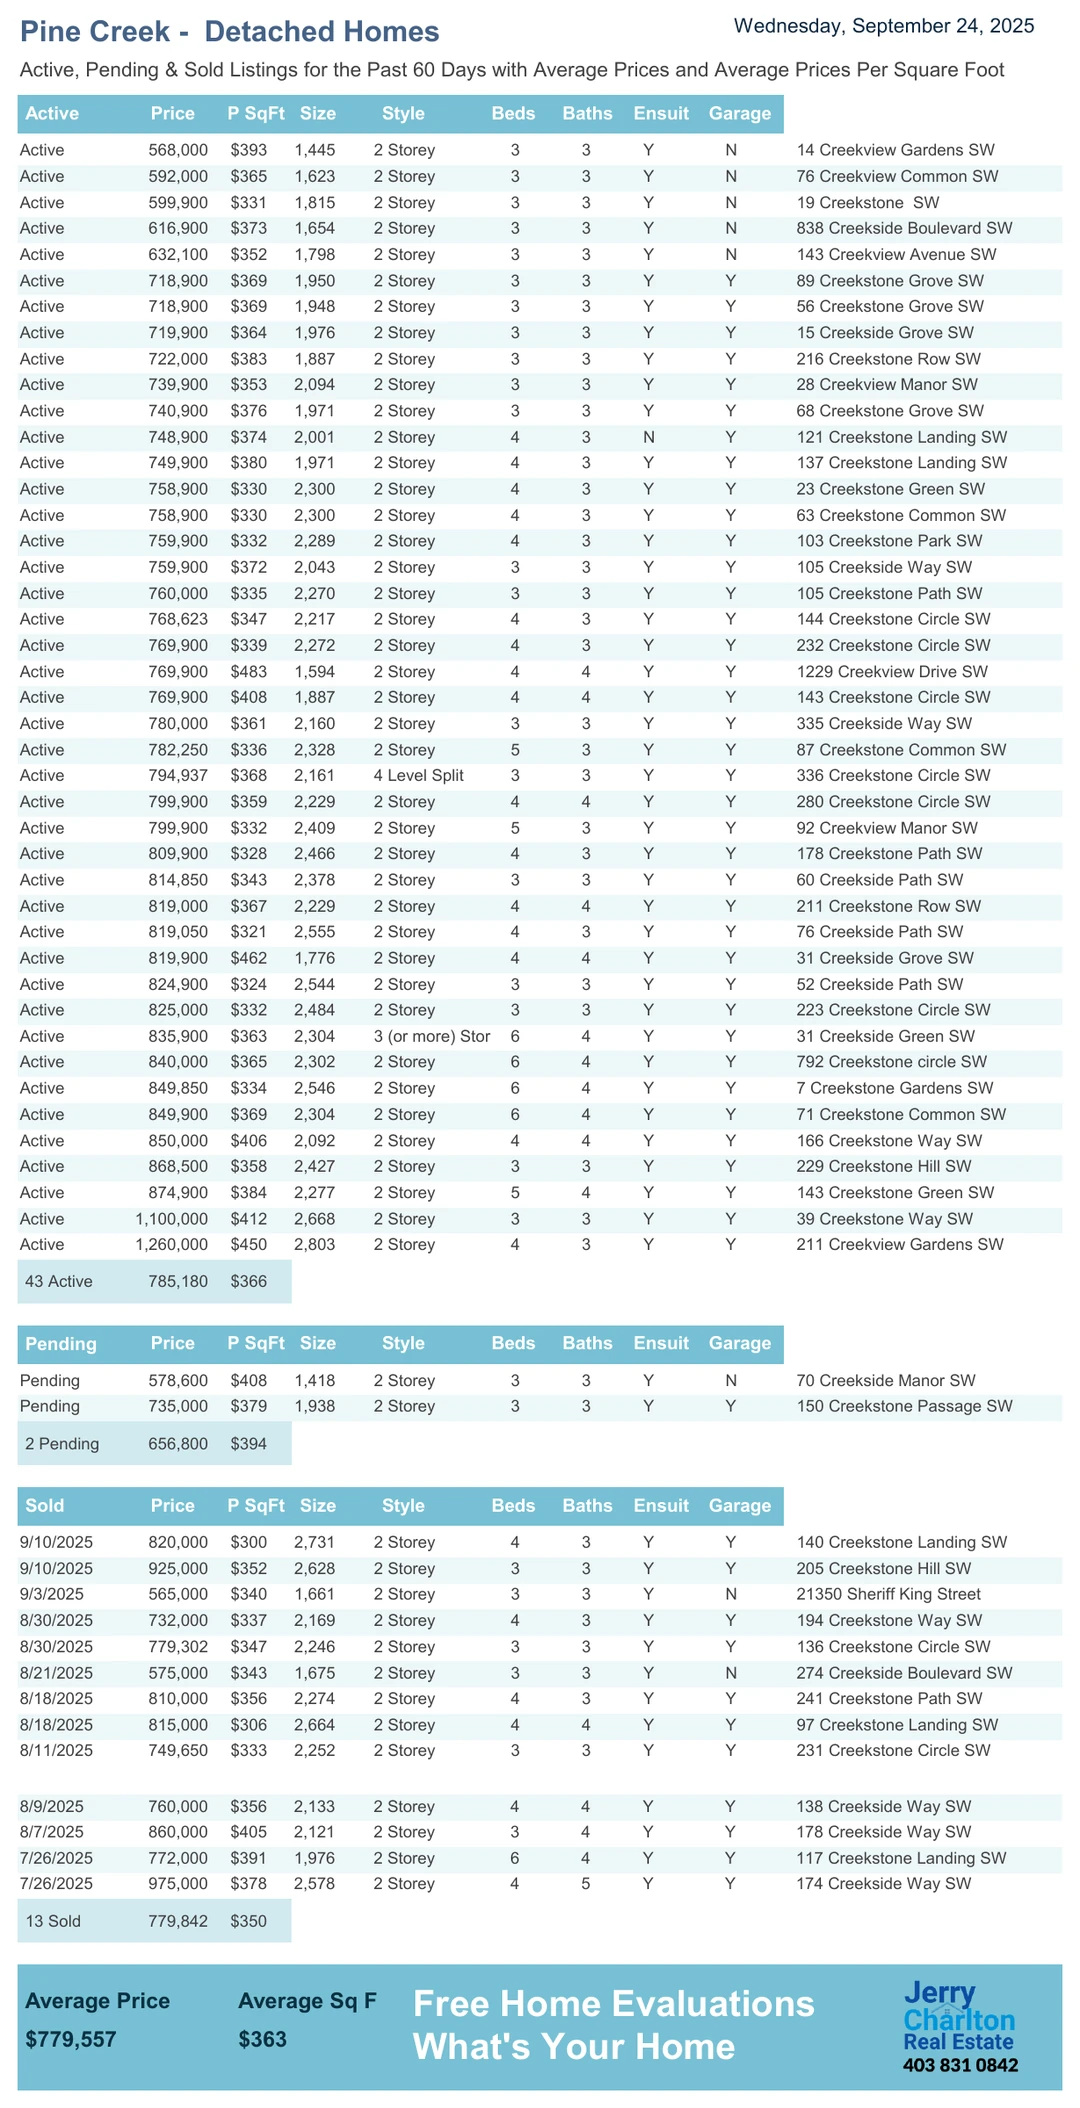 Pine Creek - Detached Homes
Wednesday, September 24, 2025
Active, Pending & Sold Listings for the Past 60 Days with Average Prices and Average Prices Per Square Foot
Active Price P SqFt Size Style Beds Baths Ensuit Garage
Active 568,000 $393 1,445 2 Storey 3 3 Y N 14 Creekview Gardens SW
Active 592,000 $365 1,623 2 Storey 3 3 Y N 76 Creekview Common SW
Active 599,900 $331 1,815 2 Storey 3 3 Y N 19 Creekstone SW
Active 616,900 $373 1,654 2 Storey 3 3 Y N 838 Creekside Boulevard SW
Active 632,100 $352 1,798 2 Storey 3 3 Y N 143 Creekview Avenue SW
Active 718,900 $369 1,950 2 Storey 3 3 Y Y 89 Creekstone Grove SW
Active 718,900 $369 1,948 2 Storey 3 3 Y Y 56 Creekstone Grove SW
Active 719,900 $364 1,976 2 Storey 3 3 Y Y 15 Creekside Grove SW
Active 722,000 $383 1,887 2 Storey 3 3 Y Y 216 Creekstone Row SW
Active 739,900 $353 2,094 2 Storey 3 3 Y Y 28 Creekview Manor SW
Active 740,900 $376 1,971 2 Storey 3 3 Y Y 68 Creekstone Grove SW
Active 748,900 $374 2,001 2 Storey 4 3 N Y 121 Creekstone Landing SW
Active 749,900 $380 1,971 2 Storey 4 3 Y Y 137 Creekstone Landing SW
Active 758,900 $330 2,300 2 Storey 4 3 Y Y 23 Creekstone Green SW
Active 758,900 $330 2,300 2 Storey 4 3 Y Y 63 Creekstone Common SW
Active 759,900 $332 2,289 2 Storey 4 3 Y Y 103 Creekstone Park SW
Active 759,900 $372 2,043 2 Storey 3 3 Y Y 105 Creekside Way SW
Active 760,000 $335 2,270 2 Storey 3 3 Y Y 105 Creekstone Path SW
Active 768,623 $347 2,217 2 Storey 4 3 Y Y 144 Creekstone Circle SW
Active 769,900 $339 2,272 2 Storey 4 3 Y Y 232 Creekstone Circle SW
Active 769,900 $483 1,594 2 Storey 4 4 Y Y 1229 Creekview Drive SW
Active 769,900 $408 1,887 2 Storey 4 4 Y Y 143 Creekstone Circle SW
Active 780,000 $361 2,160 2 Storey 3 3 Y Y 335 Creekside Way SW
Active 782,250 $336 2,328 2 Storey 5 3 Y Y 87 Creekstone Common SW
Active 794,937 $368 2,161 4 Level Split 3 3 Y Y 336 Creekstone Circle SW
Active 799,900 $359 2,229 2 Storey 4 4 Y Y 280 Creekstone Circle SW
Active 799,900 $332 2,409 2 Storey 5 3 Y Y 92 Creekview Manor SW
Active 809,900 $328 2,466 2 Storey 4 3 Y Y 178 Creekstone Path SW
Active 814,850 $343 2,378 2 Storey 3 3 Y Y 60 Creekside Path SW
Active 819,000 $367 2,229 2 Storey 4 4 Y Y 211 Creekstone Row SW
Active 819,050 $321 2,555 2 Storey 4 3 Y Y 76 Creekside Path SW
Active 819,900 $462 1,776 2 Storey 4 4 Y Y 31 Creekside Grove SW
Active 824,900 $324 2,544 2 Storey 3 3 Y Y 52 Creekside Path SW
Active 825,000 $332 2,484 2 Storey 3 3 Y Y 223 Creekstone Circle SW
Active 835,900 $363 2,304 3 (or more) Stor 6 4 Y Y 31 Creekside Green SW
Active 840,000 $365 2,302 2 Storey 6 4 Y Y 792 Creekstone circle SW
Active 849,850 $334 2,546 2 Storey 6 4 Y Y 7 Creekstone Gardens SW
Active 849,900 $369 2,304 2 Storey 6 4 Y Y 71 Creekstone Common SW
Active 850,000 $406 2,092 2 Storey 4 4 Y Y 166 Creekstone Way SW
Active 868,500 $358 2,427 2 Storey 3 3 Y Y 229 Creekstone Hill SW
Active 874,900 $384 2,277 2 Storey 5 4 Y Y 143 Creekstone Green SW
Active 1,100,000 $412 2,668 2 Storey 3 3 Y Y 39 Creekstone Way SW
Active 1,260,000 $450 2,803 2 Storey 4 3 Y Y 211 Creekview Gardens SW
43 Active 785,180 $366
Pending Price P SqFt Size Style Beds Baths Ensuit Garage
Pending 578,600 $408 1,418 2 Storey 3 3 Y N 70 Creekside Manor SW
Pending 735,000 $379 1,938 2 Storey 3 3 Y Y 150 Creekstone Passage SW
2 Pending 656,800 $394
Sold Price P SqFt Size Style Beds Baths Ensuit Garage
9/10/2025 820,000 $300 2,731 2 Storey 4 3 Y Y 140 Creekstone Landing SW
9/10/2025 925,000 $352 2,628 2 Storey 3 3 Y Y 205 Creekstone Hill SW
9/3/2025 565,000 $340 1,661 2 Storey 3 3 Y N 21350 Sheriff King Street
8/30/2025 732,000 $337 2,169 2 Storey 4 3 Y Y 194 Creekstone Way SW
8/30/2025 779,302 $347 2,246 2 Storey 3 3 Y Y 136 Creekstone Circle SW
8/21/2025 575,000 $343 1,675 2 Storey 3 3 Y N 274 Creekside Boulevard SW
8/18/2025 810,000 $356 2,274 2 Storey 4 3 Y Y 241 Creekstone Path SW
8/18/2025 815,000 $306 2,664 2 Storey 4 4 Y Y 97 Creekstone Landing SW
8/11/2025 749,650 $333 2,252 2 Storey 3 3 Y Y 231 Creekstone Circle SW
8/9/2025 760,000 $356 2,133 2 Storey 4 4 Y Y 138 Creekside Way SW
8/7/2025 860,000 $405 2,121 2 Storey 3 4 Y Y 178 Creekside Way SW
7/26/2025 772,000 $391 1,976 2 Storey 6 4 Y Y 117 Creekstone Landing SW
7/26/2025 975,000 $378 2,578 2 Storey 4 5 Y Y 174 Creekside Way SW
13 Sold 779,842 $350
Average Price Average Sq F
$779,557 $363
Free Home Evaluations
What's Your Home
Jerry
Charlton
Real Estate
403 831 0842